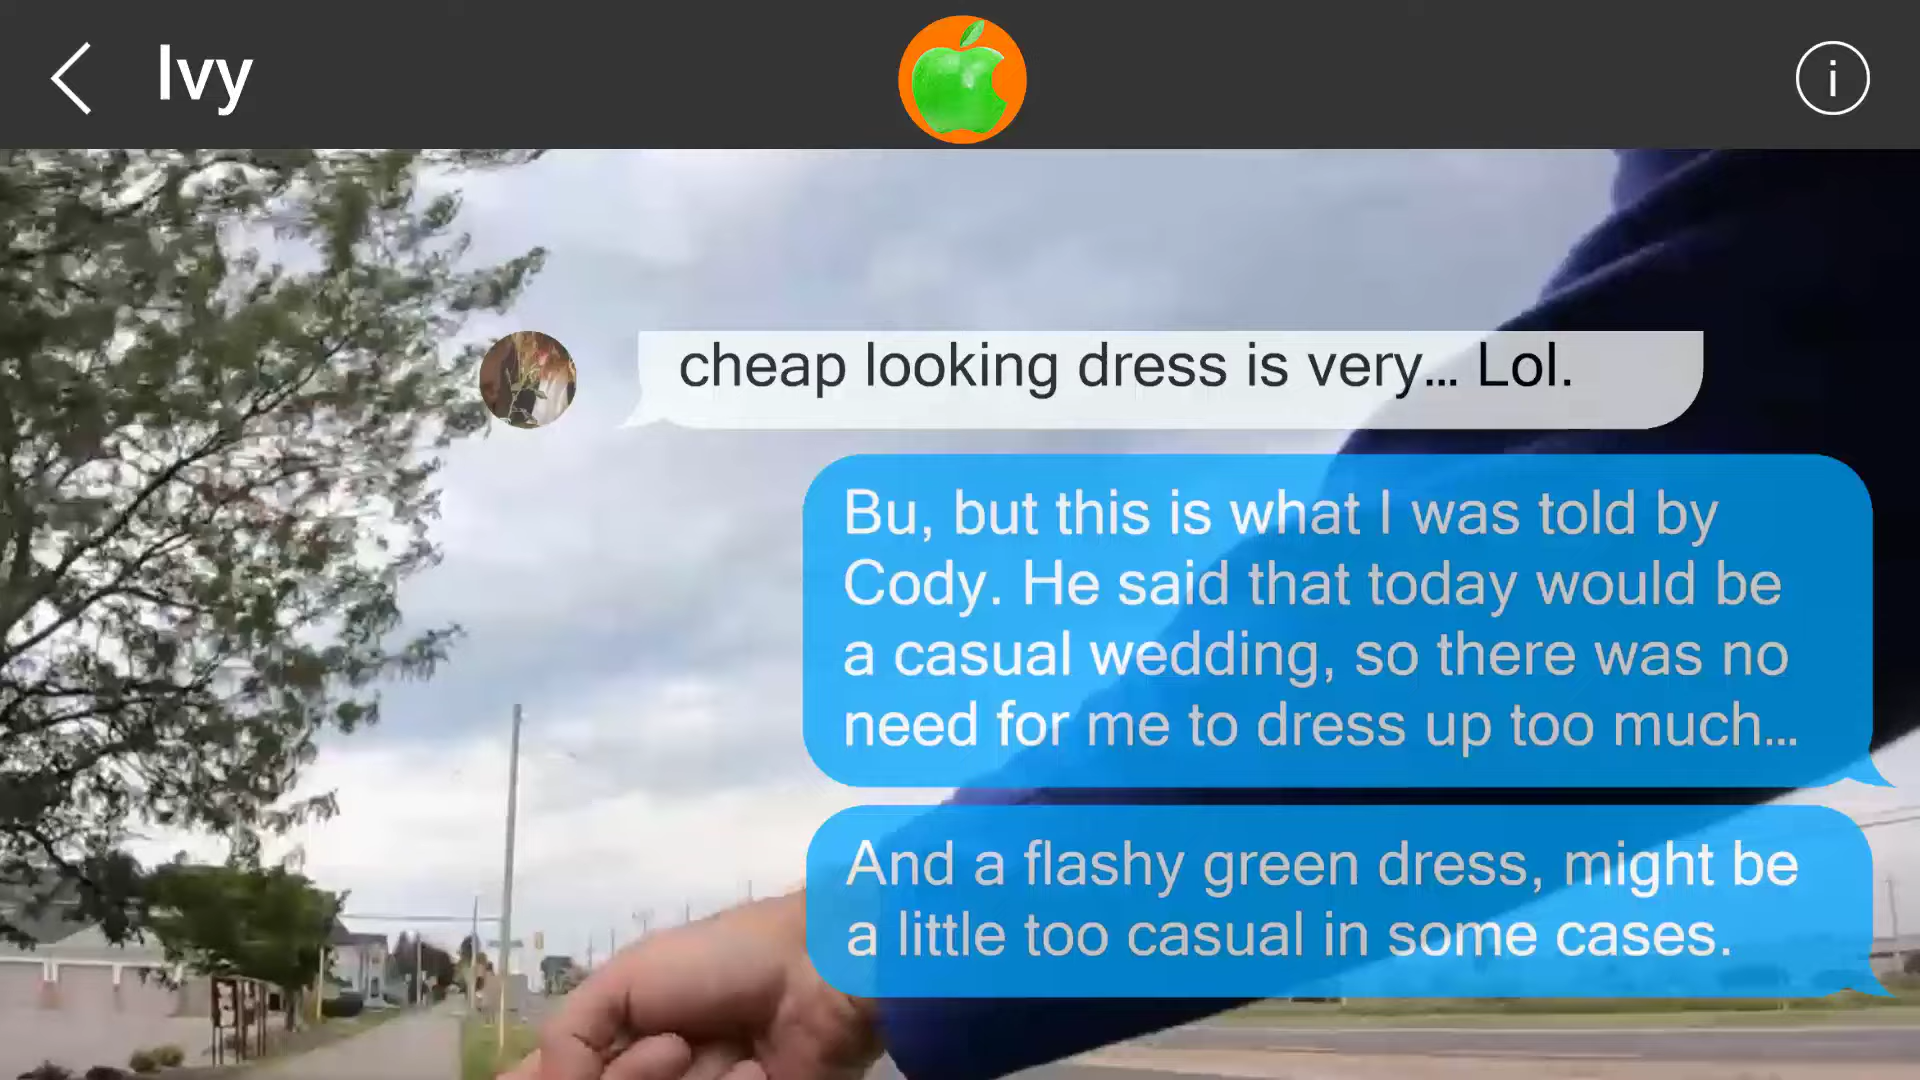 Ivy
cheap looking dress is very... Lol.
Bu, but this is what I was told by
Cody. He said that today would be
a casual wedding, so there was no
need for me to dress up too much...
And a flashy green dress, might be
a little too casual in some cases.